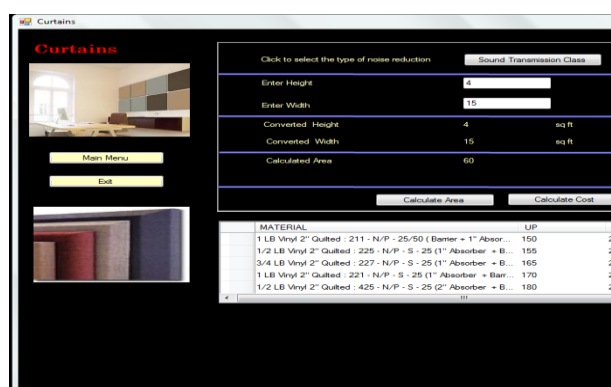 Curtains
Curtains
Click to select the type of noise reduction Sound Transmission Class
Enter Height 4
Enter Width 15
Converted Height 4 sq ft
Converted Width 15 sq ft
Calculated Area 60
Main Menu
Exit
Calculate Area Calculate Cost
MATERIAL UP
1 LB Vinyl 2" Quilted : 211 - N/P - 25/50 ( Barrier + 1" Absor... 150 2
1/2 LB Vinyl 2" Quilted : 225 - N/P - S - 25 (1" Absorber + B... 155 2
3/4 LB Vinyl 2" Quilted : 227 - N/P - S - 25 (1" Absorber + B... 165 2
1 LB Vinyl 2" Quilted : 221 -N/P - S - 25 (1" Absorber + Barr... 170 2
1/2 LB Vinyl 2" Quilted : 425 - N/P - S - 25 (2" Absorber + B... 180 2